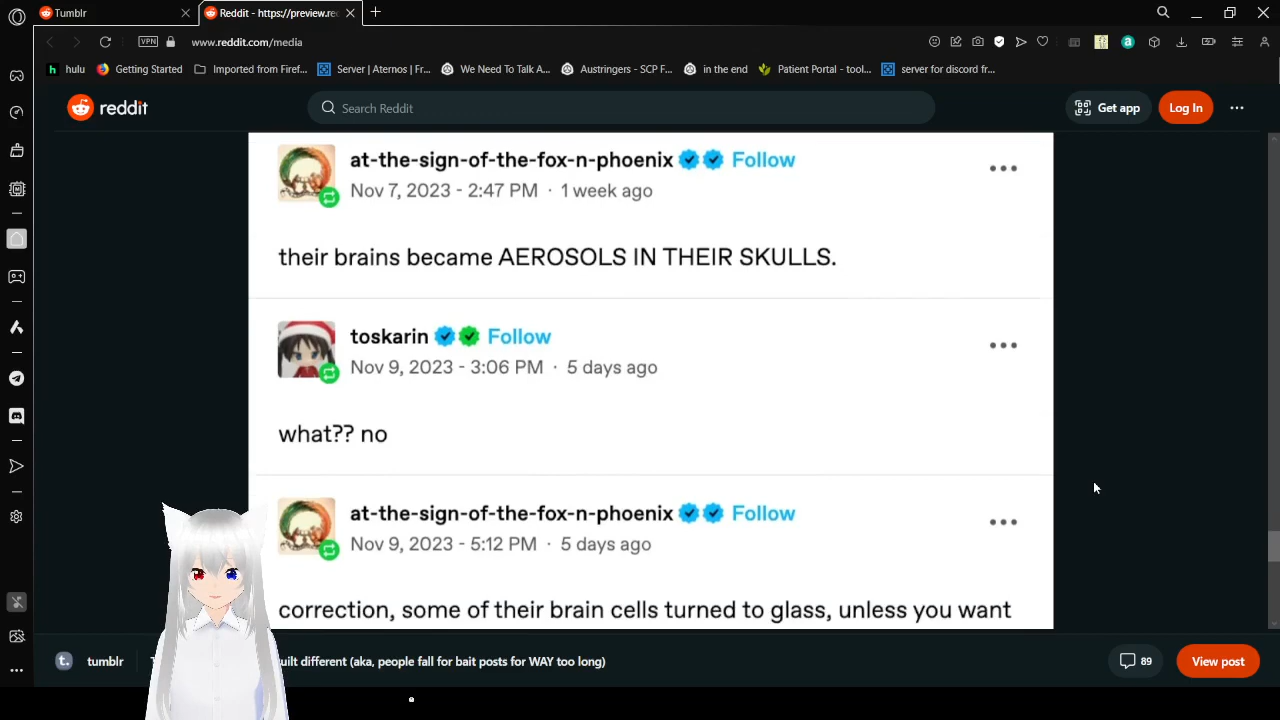 Tumblr
Reddit - https://preview.re
VPN
www.reddit.com/media
hulu
Getting Started
Imported from Firef...
Server | Aternos | Fr...
We Need To Talk A...
Austringers - SCP F...
in the end
Patient Portal - tool...
server for discord fr...
reddit
Search Reddit
Get app
Log In
at-the-sign-of-the-fox-n-phoenix Follow
Nov 7, 2023 - 2:47 PM · 1 week ago
their brains became AEROSOLS IN THEIR SKULLS.
toskarin Follow
Nov 9, 2023 - 3:06 PM · 5 days ago
what?? no
at-the-sign-of-the-fox-n-phoenix Follow
Nov 9, 2023 - 5:12 PM · 5 days ago
correction, some of their brain cells turned to glass, unless you want
t. tumblr
uilt different (aka, people fall for bait posts for WAY too long)
89
View post